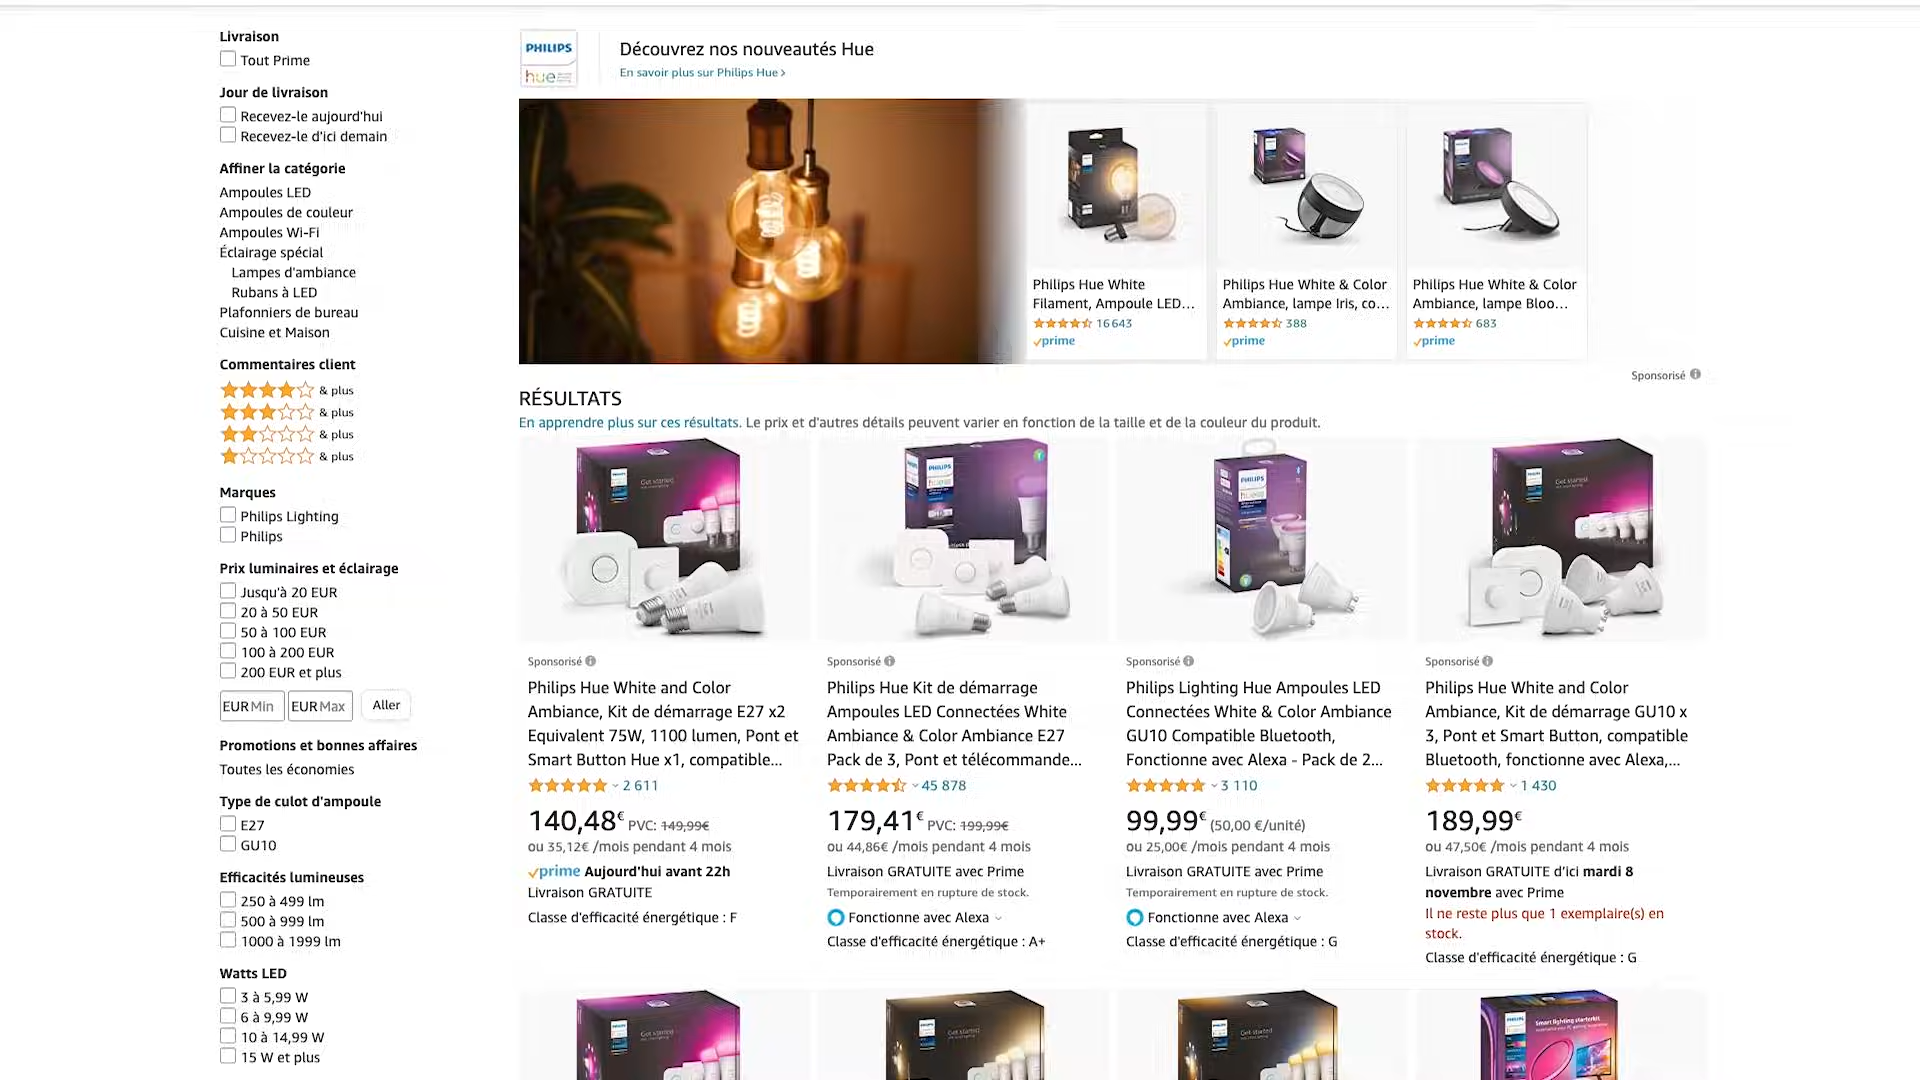 Livraison
Tout Prime
Jour de livraison
Recevez-le aujourd'hui
Recevez-le d'ici demain
Affiner la catégorie
Ampoules LED
Ampoules de couleur
Ampoules Wi-Fi
Éclairage spécial
Lampes d'ambiance
Rubans à LED
Plafonniers de bureau
Cuisine et Maison
Commentaires client
& plus
& plus
& plus
& plus
Marques
Philips Lighting
Philips
Prix luminaires et éclairage
Jusqu'à 20 EUR
20 à 50 EUR
50 à 100 EUR
100 à 200 EUR
200 EUR et plus
EUR Min EUR Max Aller
Promotions et bonnes affaires
Toutes les économies
Type de culot d'ampoule
E27
GU10
Efficacités lumineuses
250 à 499 lm
500 à 999 lm
1000 à 1999 lm
Watts LED
3 à 5,99 W
6 à 9,99 W
10 à 14,99 W
15 W et plus
PHILIPS
hue
Découvrez nos nouveautés Hue
En savoir plus sur Philips Hue ›
Philips Hue White
Filament, Ampoule LED...
16 643
prime
Philips Hue White & Color
Ambiance, lampe Iris, co...
388
prime
Philips Hue White & Color
Ambiance, lampe Bloo...
683
prime
Sponsorisé
RÉSULTATS
En apprendre plus sur ces résultats. Le prix et d'autres détails peuvent varier en fonction de la taille et de la couleur du produit.
Get started
Sponsorisé
Philips Hue White and Color
Ambiance, Kit de démarrage E27 x2
Equivalent 75W, 1100 lumen, Pont et
Smart Button Hue x1, compatible...
2 611
140,48€ PVC: 149,99€
ou 35,12€ /mois pendant 4 mois
prime Aujourd'hui avant 22h
Livraison GRATUITE
Classe d'efficacité énergétique : F
PHILIPS
hue
Sponsorisé
Philips Hue Kit de démarrage
Ampoules LED Connectées White
Ambiance & Color Ambiance E27
Pack de 3, Pont et télécommande...
45 878
179,41€ PVC: 199,99€
ou 44,86€ /mois pendant 4 mois
Livraison GRATUITE avec Prime
Temporairement en rupture de stock.
Fonctionne avec Alexa
Classe d'efficacité énergétique : A+
PHILIPS
hue
Sponsorisé
Philips Lighting Hue Ampoules LED
Connectées White & Color Ambiance
GU10 Compatible Bluetooth,
Fonctionne avec Alexa - Pack de 2...
3 110
99,99€ (50,00 €/unité)
ou 25,00€ /mois pendant 4 mois
Livraison GRATUITE avec Prime
Temporairement en rupture de stock.
Fonctionne avec Alexa
Classe d'efficacité énergétique : G
Get started
Sponsorisé
Philips Hue White and Color
Ambiance, Kit de démarrage GU10 x
3, Pont et Smart Button, compatible
Bluetooth, fonctionne avec Alexa,...
1 430
189,99€
ou 47,50€ /mois pendant 4 mois
Livraison GRATUITE d'ici mardi 8
novembre avec Prime
Il ne reste plus que 1 exemplaire(s) en
stock.
Classe d'efficacité énergétique : G
Get started
Get started
Get started
PHILIPS
Smart lighting starterkit